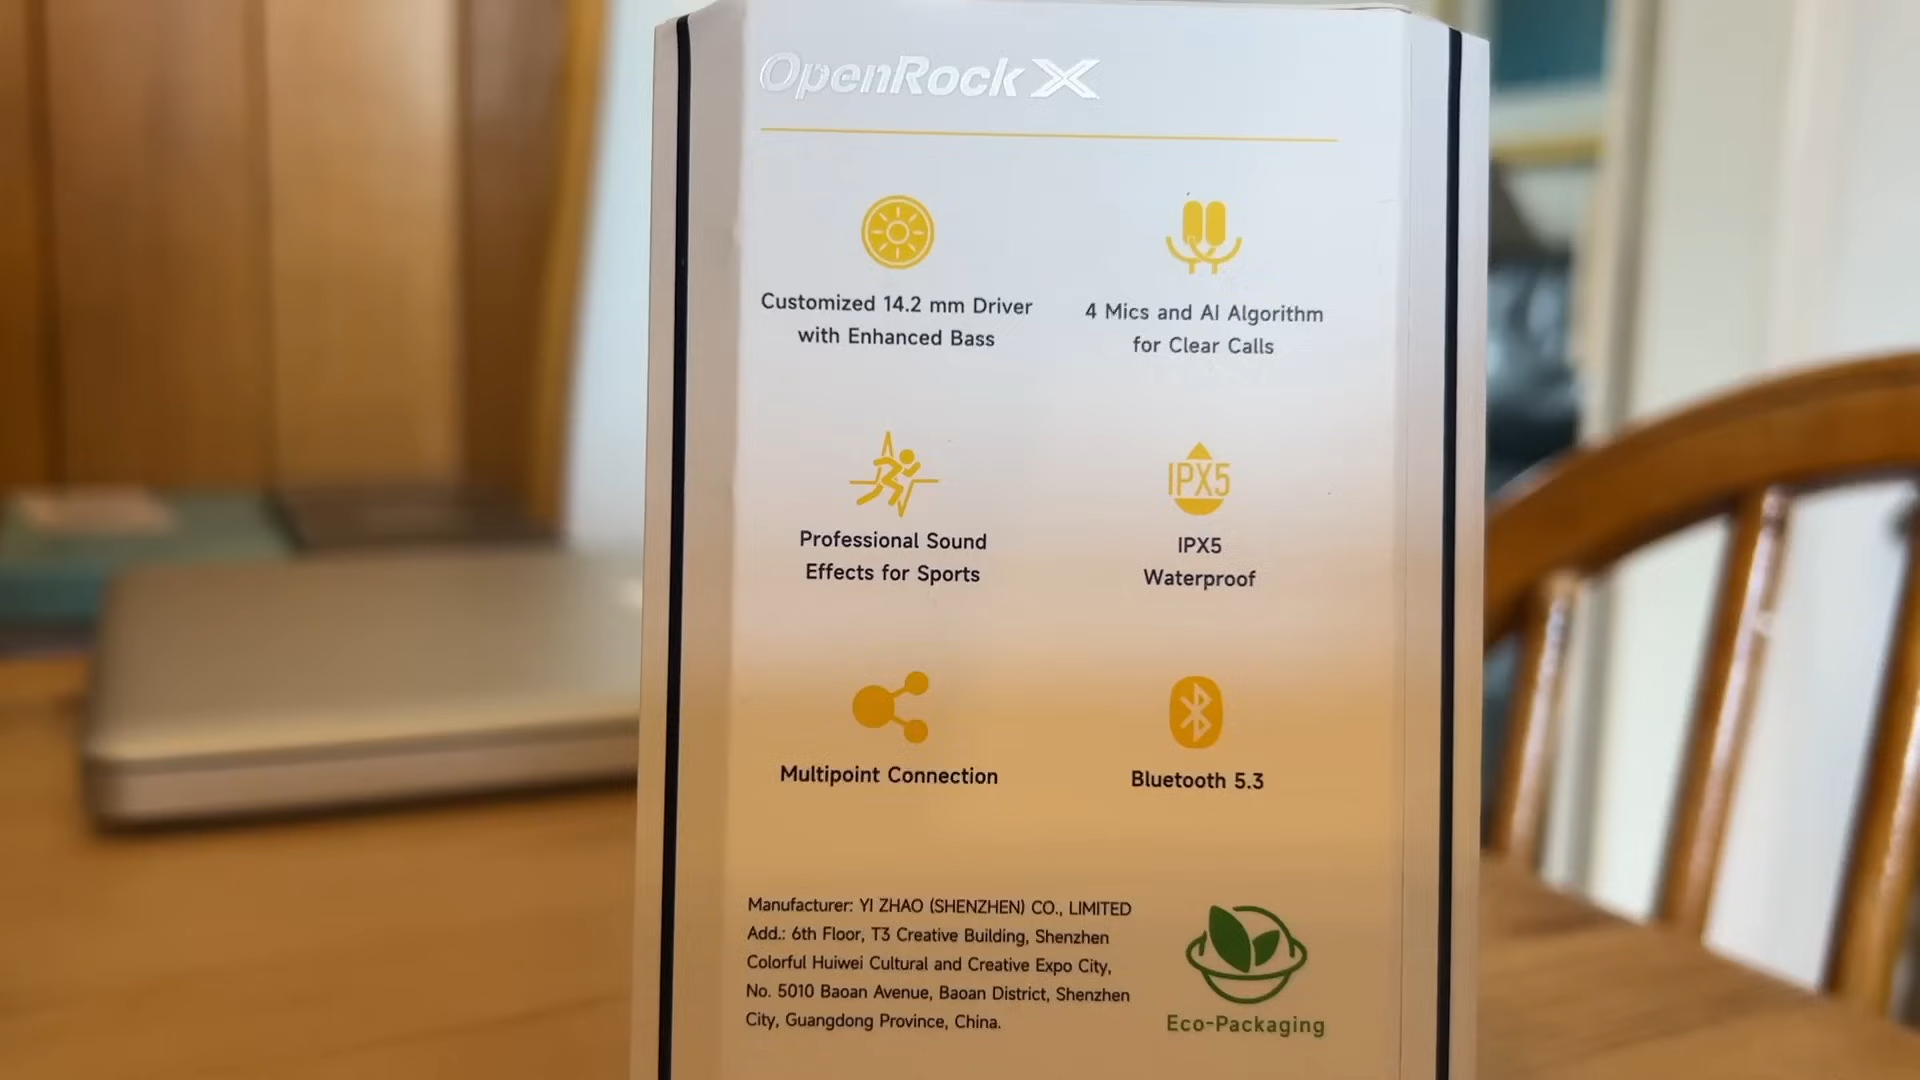 OpenRock X
Customized 14.2 mm Driver
with Enhanced Bass
4 Mics and AI Algorithm
for Clear Calls
Professional Sound
Effects for Sports
IPX5
IPX5
Waterproof
Multipoint Connection
Bluetooth 5.3
Manufacturer: YI ZHAO (SHENZHEN) CO., LIMITED
Add.: 6th Floor, T3 Creative Building, Shenzhen
Colorful Huiwei Cultural and Creative Expo City,
No. 5010 Baoan Avenue, Baoan District, Shenzhen
City, Guangdong Province, China.
Eco-Packaging